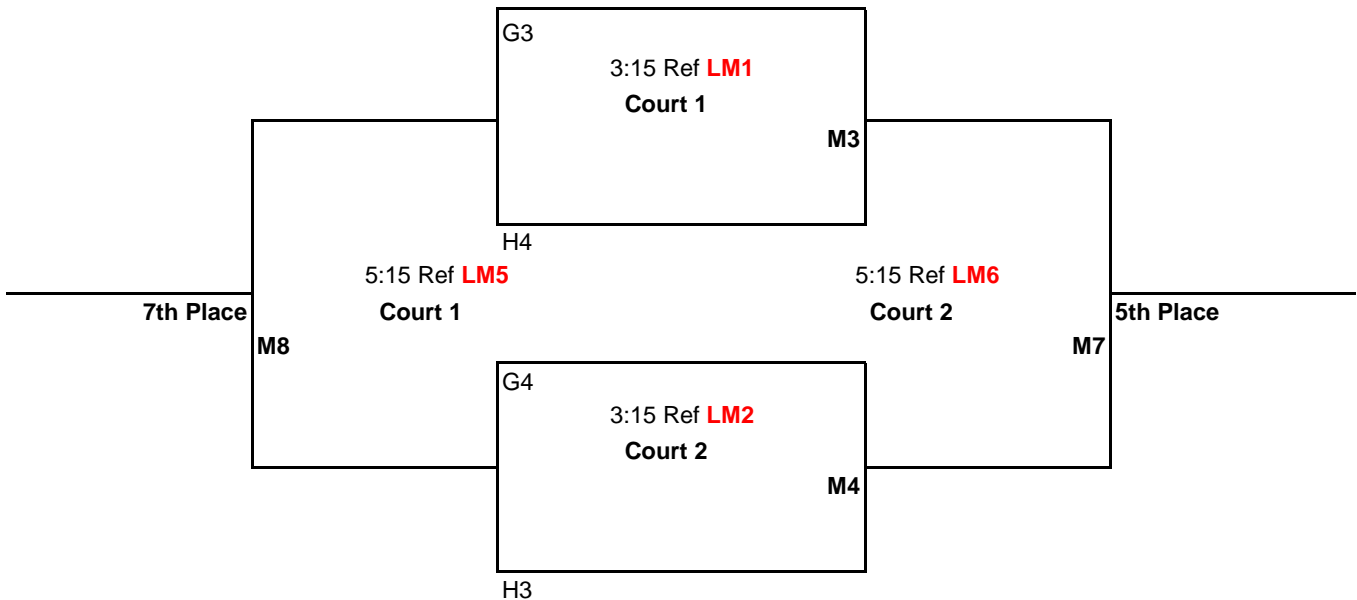 G3
3:15 Ref LM1
Court 1
M3
H4
5:15 Ref LM5
5:15 Ref LM6
7th Place
Court 1
Court 2
5th Place
M8
M7
G4
3:15 Ref LM2
Court 2
M4
H3